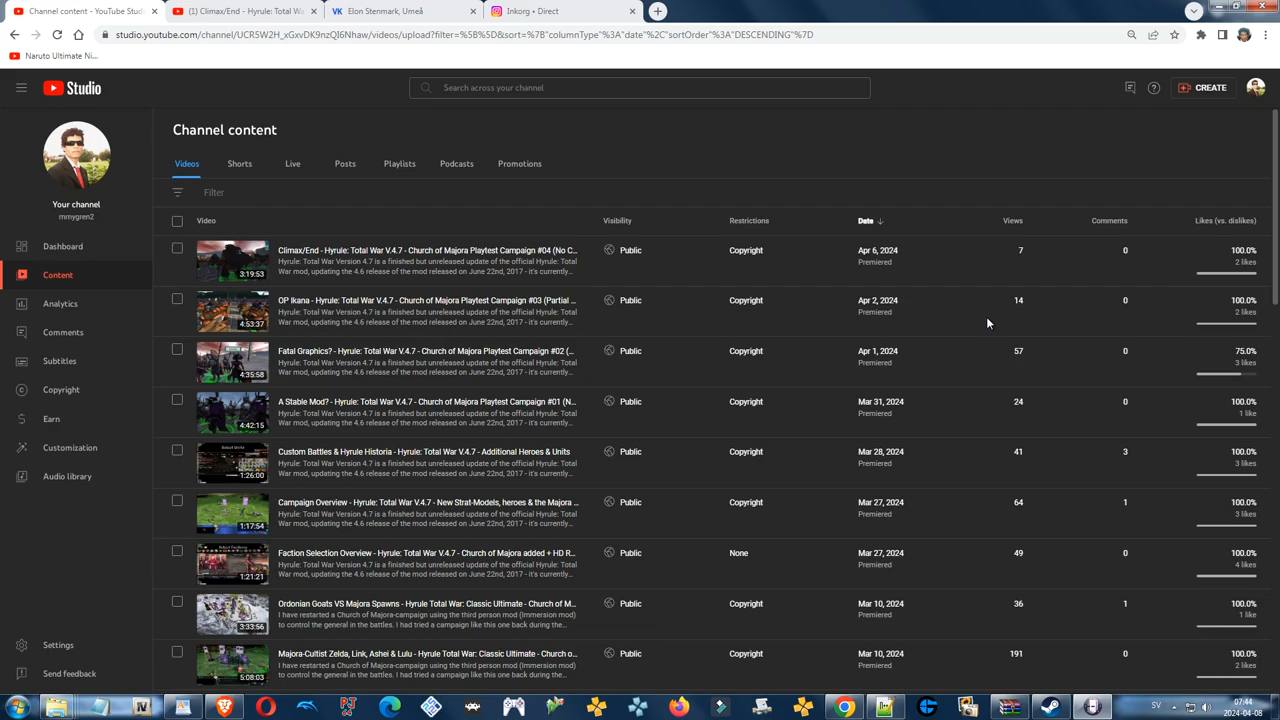 Content content - YouTube Studio
(1) Climax/End - Hyrule: Total Wa
Elon Stenmark, Umeå
Inkorg • Direct
studio.youtube.com/channel/UCR5W2H_xGxvDK9nzQI6Nhaw/videos/upload?filter=%5B%5D&sort=%7B"columnType"%3A"date"%2C"sortOrder"%3A"DESCENDING"%7D
Naruto Ultimate Ni...
Studio
Search across your channel
CREATE
Your channel
mmygren2
Dashboard
Content
Analytics
Comments
Subtitles
Copyright
Earn
Customization
Audio library
Settings
Send feedback
Channel content
Videos Shorts Live Posts Playlists Podcasts Promotions
Filter
Video Visibility Restrictions Date Views Comments Likes (vs. dislikes)
Climax/End - Hyrule: Total War V.4.7 - Church of Majora Playtest Campaign #04 (No C... Public Copyright Apr 6, 2024 7 0 100.0%
Hyrule: Total War Version 4.7 is a finished but unreleased update of the official Hyrule: Total Premiered 2 likes
War mod, updating the 4.6 release of the mod released on June 22nd, 2017 - it's currently...
3:19:53
OP Ikana - Hyrule: Total War V.4.7 - Church of Majora Playtest Campaign #03 (Partial ... Public Copyright Apr 2, 2024 14 0 100.0%
Hyrule: Total War Version 4.7 is a finished but unreleased update of the official Hyrule: Total Premiered 2 likes
War mod, updating the 4.6 release of the mod released on June 22nd, 2017 - it's currently...
4:53:37
Fatal Graphics? - Hyrule: Total War V.4.7 - Church of Majora Playtest Campaign #02 (... Public Copyright Apr 1, 2024 57 0 75.0%
Hyrule: Total War Version 4.7 is a finished but unreleased update of the official Hyrule: Total Premiered 3 likes
War mod, updating the 4.6 release of the mod released on June 22nd, 2017 - it's currently...
4:35:58
A Stable Mod? - Hyrule: Total War V.4.7 - Church of Majora Playtest Campaign #01 (N... Public Copyright Mar 31, 2024 24 0 100.0%
Hyrule: Total War Version 4.7 is a finished but unreleased update of the official Hyrule: Total Premiered 1 like
War mod, updating the 4.6 release of the mod released on June 22nd, 2017 - it's currently...
4:42:15
Custom Battles & Hyrule Historia - Hyrule: Total War V.4.7 - Additional Heroes & Units Public Copyright Mar 28, 2024 41 3 100.0%
Hyrule: Total War Version 4.7 is a finished but unreleased update of the official Hyrule: Total Premiered 3 likes
War mod, updating the 4.6 release of the mod released on June 22nd, 2017 - it's currently...
1:26:00
Campaign Overview - Hyrule: Total War V.4.7 - New Strat-Models, heroes & the Majora ... Public Copyright Mar 27, 2024 64 1 100.0%
Hyrule: Total War Version 4.7 is a finished but unreleased update of the official Hyrule: Total Premiered 3 likes
War mod, updating the 4.6 release of the mod released on June 22nd, 2017 - it's currently...
1:17:54
Faction Selection Overview - Hyrule: Total War V.4.7 - Church of Majora added + HD R... Public None Mar 27, 2024 49 0 100.0%
Hyrule: Total War Version 4.7 is a finished but unreleased update of the official Hyrule: Total Premiered 4 likes
War mod, updating the 4.6 release of the mod released on June 22nd, 2017 - it's currently...
1:21:21
Ordonian Goats VS Majora Spawns - Hyrule Total War: Classic Ultimate - Church of M... Public Copyright Mar 10, 2024 36 1 100.0%
I have restarted a Church of Majora-campaign using the third person mod (Immersion mod) Premiered 1 like
to control the general in the battles. I had tried a campaign like this one back during the...
3:33:56
Majora-Cultist Zelda, Link, Ashei & Lulu - Hyrule Total War: Classic Ultimate - Church o... Public Copyright Mar 10, 2024 191 0 100.0%
I have restarted a Church of Majora-campaign using the third person mod (Immersion mod) Premiered 2 likes
to control the general in the battles. I had tried a campaign like this one back during the...
5:08:03
SV
07:44
2024-04-08